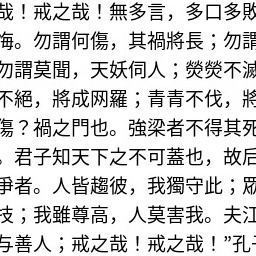 哉！戒之哉！無多言，多口多敗
悔。勿謂何傷，其禍將長；勿謂
勿謂莫聞，天妖伺人；熒熒不滅
不絕，將成网羅；青青不伐，將
傷？禍之門也。強梁者不得其死
。君子知天下之不可蓋也，故后
爭者。人皆趨彼，我獨守此；眾
技；我雖尊高，人莫害我。夫江
与善人；戒之哉！戒之哉！”孔子